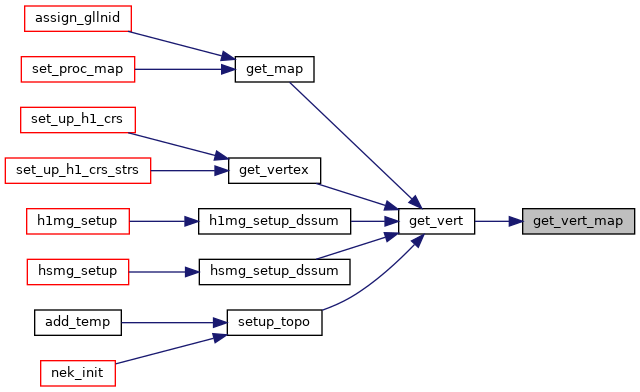 assign_gllnid
set_proc_map
get_map
set_up_h1_crs
set_up_h1_crs_strs
get_vertex
h1mg_setup
h1mg_setup_dssum
get_vert
get_vert_map
hsmg_setup
hsmg_setup_dssum
add_temp
setup_topo
nek_init